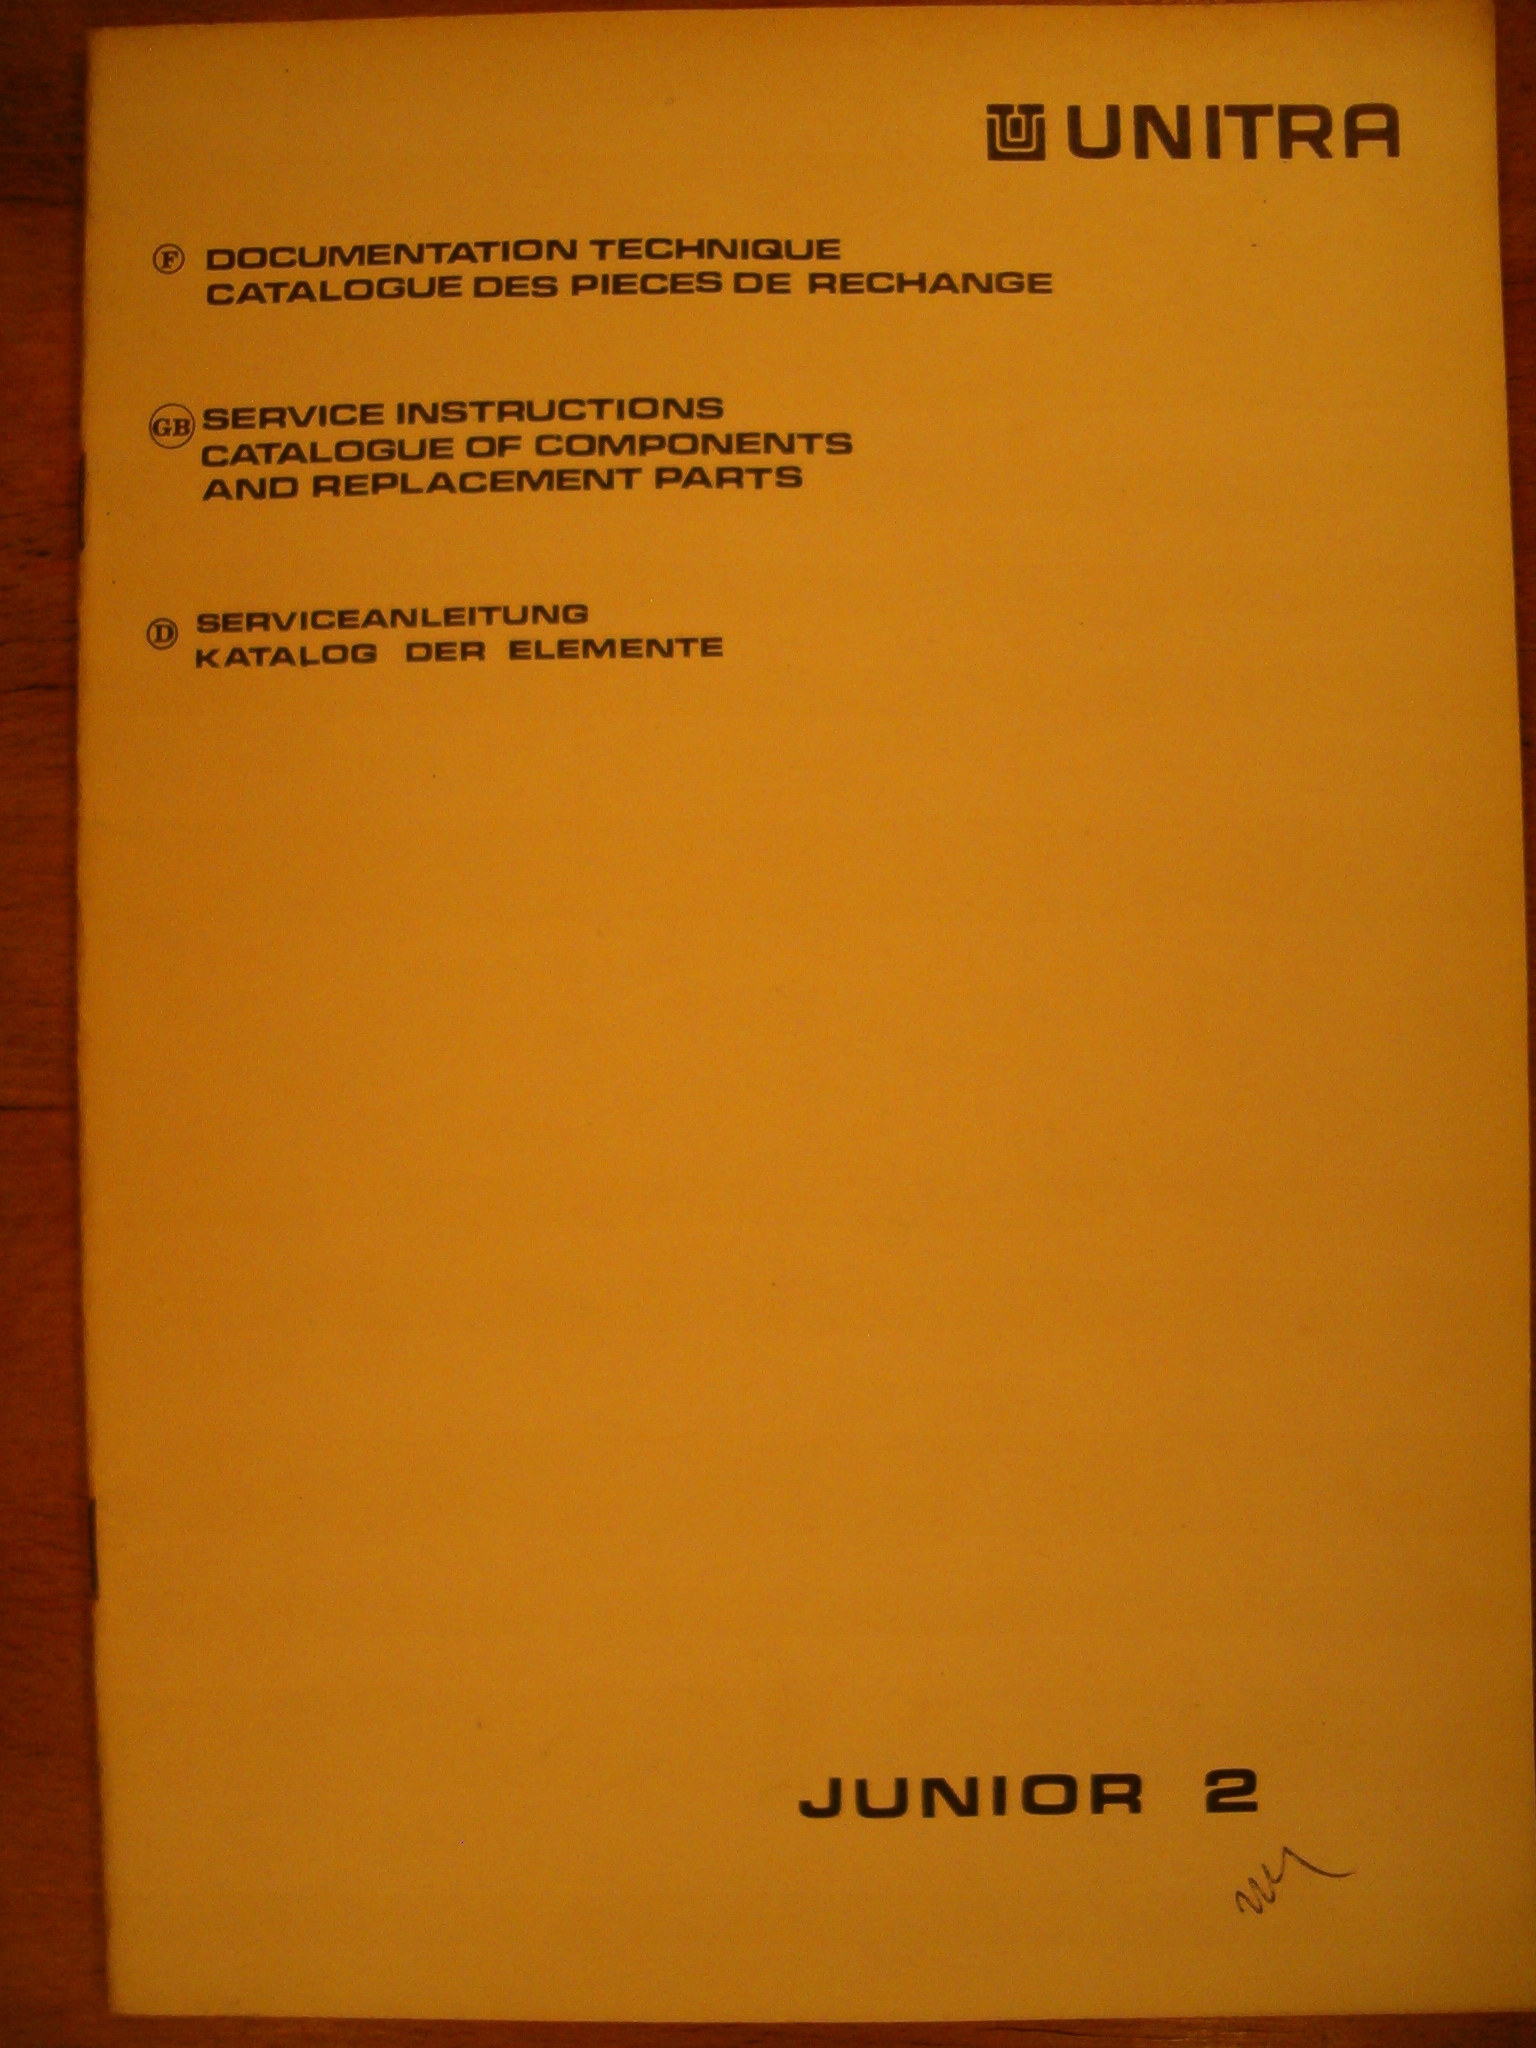 UNITRA
F DOCUMENTATION TECHNIQUE
CATALOGUE DES PIECES DE RECHANGE
GB SERVICE INSTRUCTIONS
CATALOGUE OF COMPONENTS
AND REPLACEMENT PARTS
D SERVICEANLEITUNG
KATALOG DER ELEMENTE
JUNIOR 2